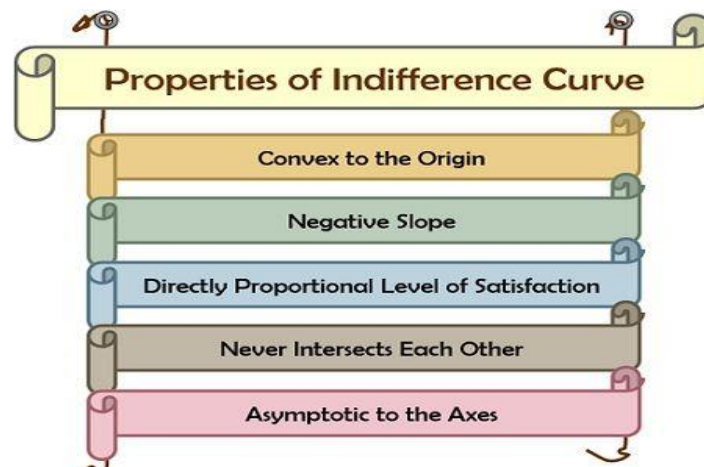 Properties of Indifference Curve
Convex to the Origin
Negative Slope
Directly Proportional Level of Satisfaction
Never Intersects Each Other
Asymptotic to the Axes